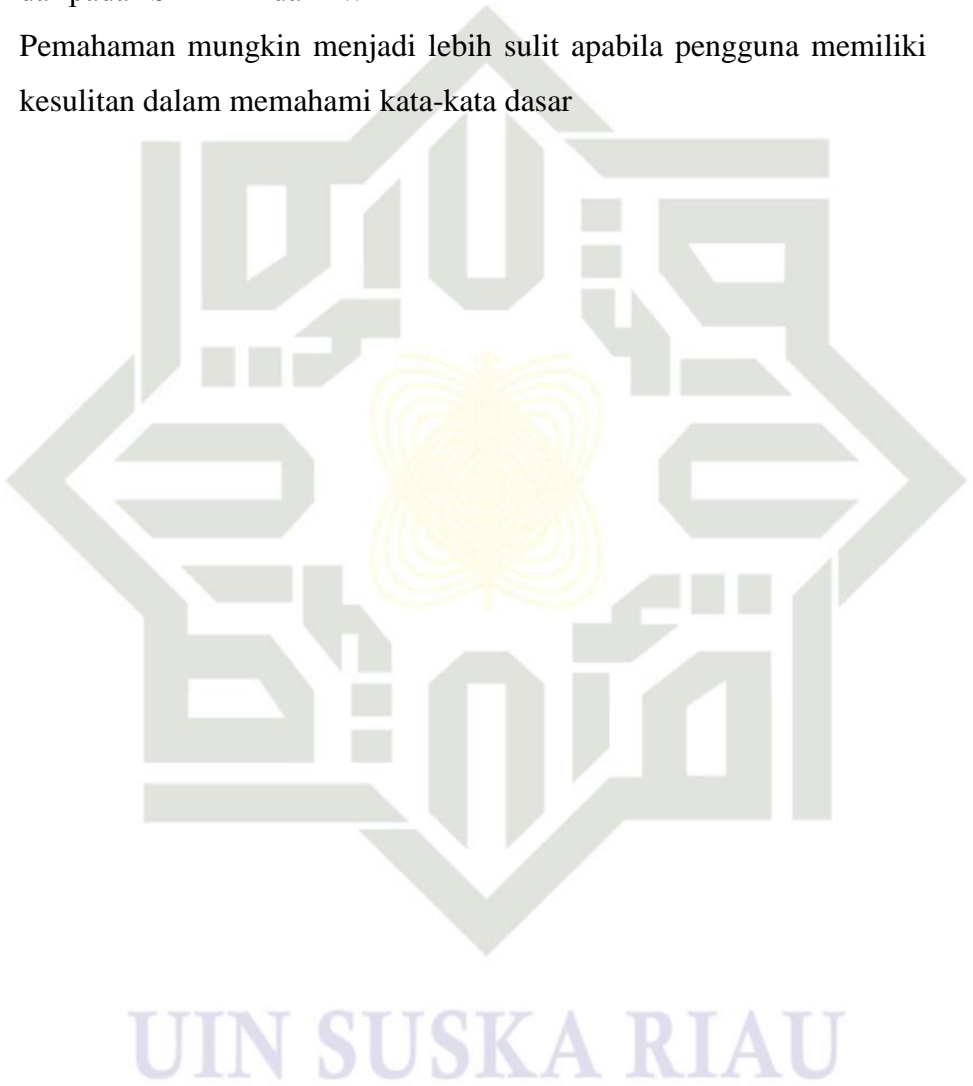 Pemahaman mungkin menjadi lebih sulit apabila pengguna memiliki
kesulitan dalam memahami kata-kata dasar
UIN SUSKA RIAU